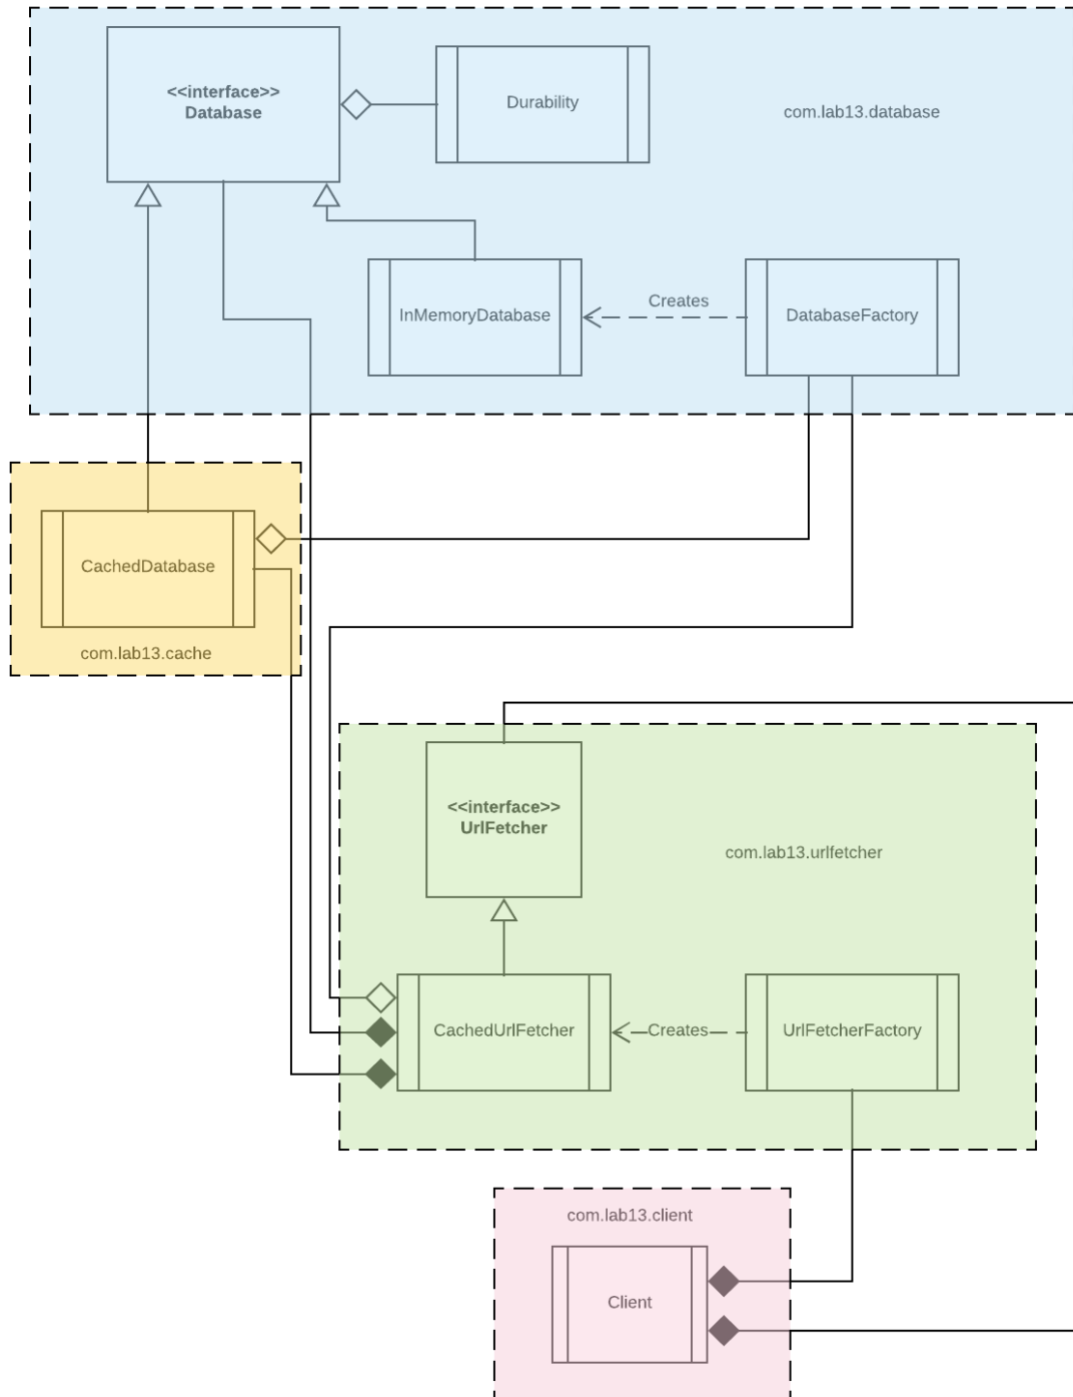 <<interface>>
Database
Durability
com.lab13.database
InMemoryDatabase
Creates
DatabaseFactory
CachedDatabase
com.lab13.cache
<<interface>>
UrlFetcher
com.lab13.urlfetcher
CachedUrlFetcher
Creates
UrlFetcherFactory
com.lab13.client
Client